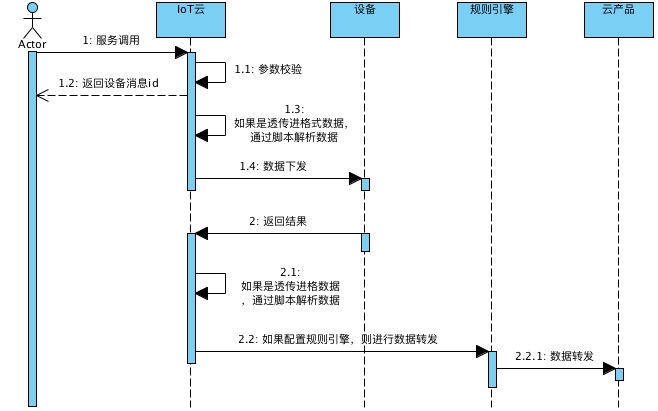 IoT云
设备
规则引擎
云产品
Actor
1: 服务调用
1.1: 参数校验
1.2: 返回设备消息id
1.3:
如果是透传进格式数据，
通过脚本解析数据
1.4: 数据下发
2: 返回结果
2.1:
如果是透传进格数据
，通过脚本解析数据
2.2: 如果配置规则引擎，则进行数据转发
2.2.1: 数据转发